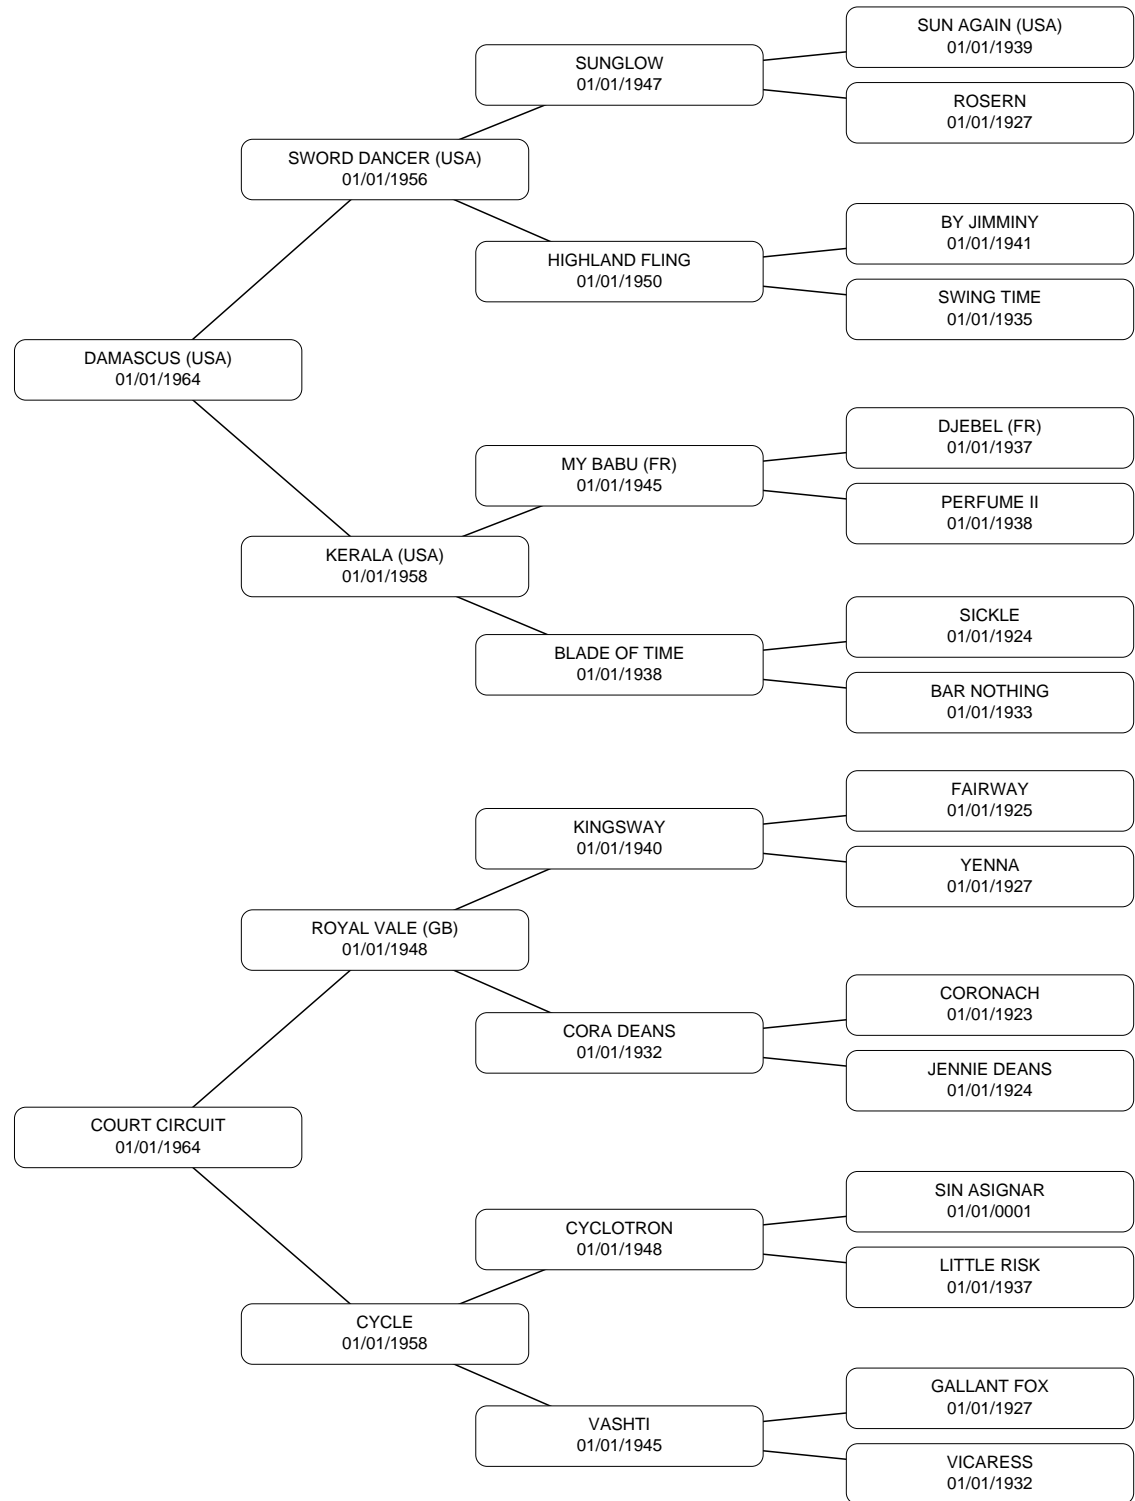 SUN AGAIN (USA)
01/01/1939
SUNGLOW
01/01/1947
ROSERN
01/01/1927
SWORD DANCER (USA)
01/01/1956
BY JIMMINY
01/01/1941
HIGHLAND FLING
01/01/1950
SWING TIME
01/01/1935
DAMASCUS (USA)
01/01/1964
DJEBEL (FR)
01/01/1937
MY BABU (FR)
01/01/1945
PERFUME II
01/01/1938
KERALA (USA)
01/01/1958
SICKLE
01/01/1924
BLADE OF TIME
01/01/1938
BAR NOTHING
01/01/1933
FAIRWAY
01/01/1925
KINGSWAY
01/01/1940
YENNA
01/01/1927
ROYAL VALE (GB)
01/01/1948
CORONACH
01/01/1923
CORA DEANS
01/01/1932
JENNIE DEANS
01/01/1924
COURT CIRCUIT
01/01/1964
SIN ASIGNAR
01/01/0001
CYCLOTRON
01/01/1948
LITTLE RISK
01/01/1937
CYCLE
01/01/1958
GALLANT FOX
01/01/1927
VASHTI
01/01/1945
VICARESS
01/01/1932